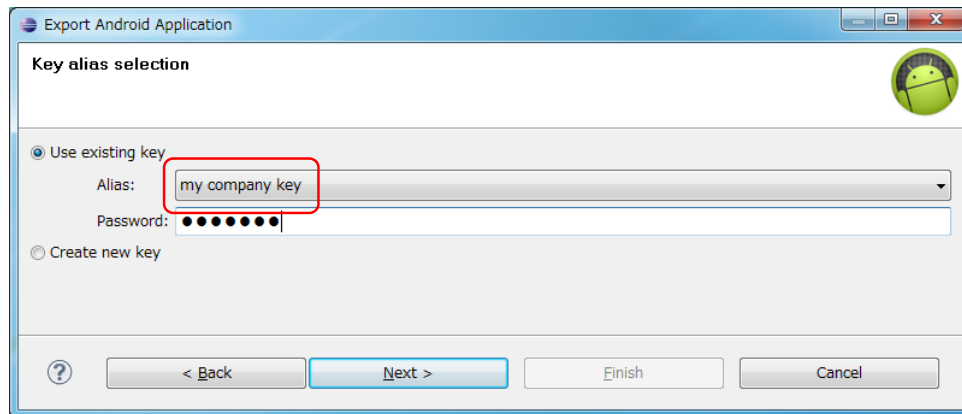 Export Android Application
Key alias selection
Use existing key
Alias: my company key
Password: ●●●●●●●
Create new key
? < Back Next > Finish Cancel